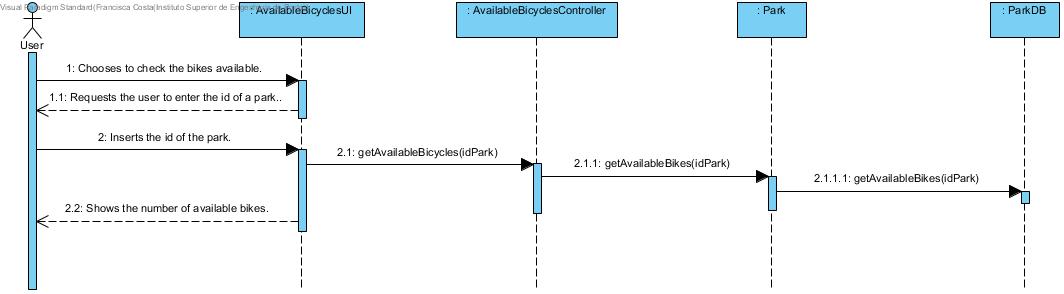 Visual Paradigm Standard(Francisca Costa(Instituto Superior de
: AvailableBicyclesUI
: AvailableBicyclesController
: Park
: ParkDB
User
1: Chooses to check the bikes available.
1.1: Requests the user to enter the id of a park..
2: Inserts the id of the park.
2.1: getAvailableBicycles(idPark)
2.1.1: getAvailableBikes(idPark)
2.1.1.1: getAvailableBikes(idPark)
2.2: Shows the number of available bikes.